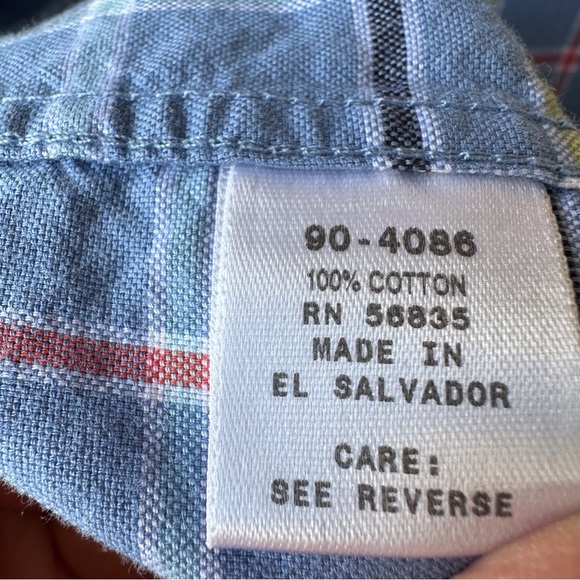 90-4086
100% COTTON
RN 56835
MADE IN
EL SALVADOR
CARE:
SEE REVERSE